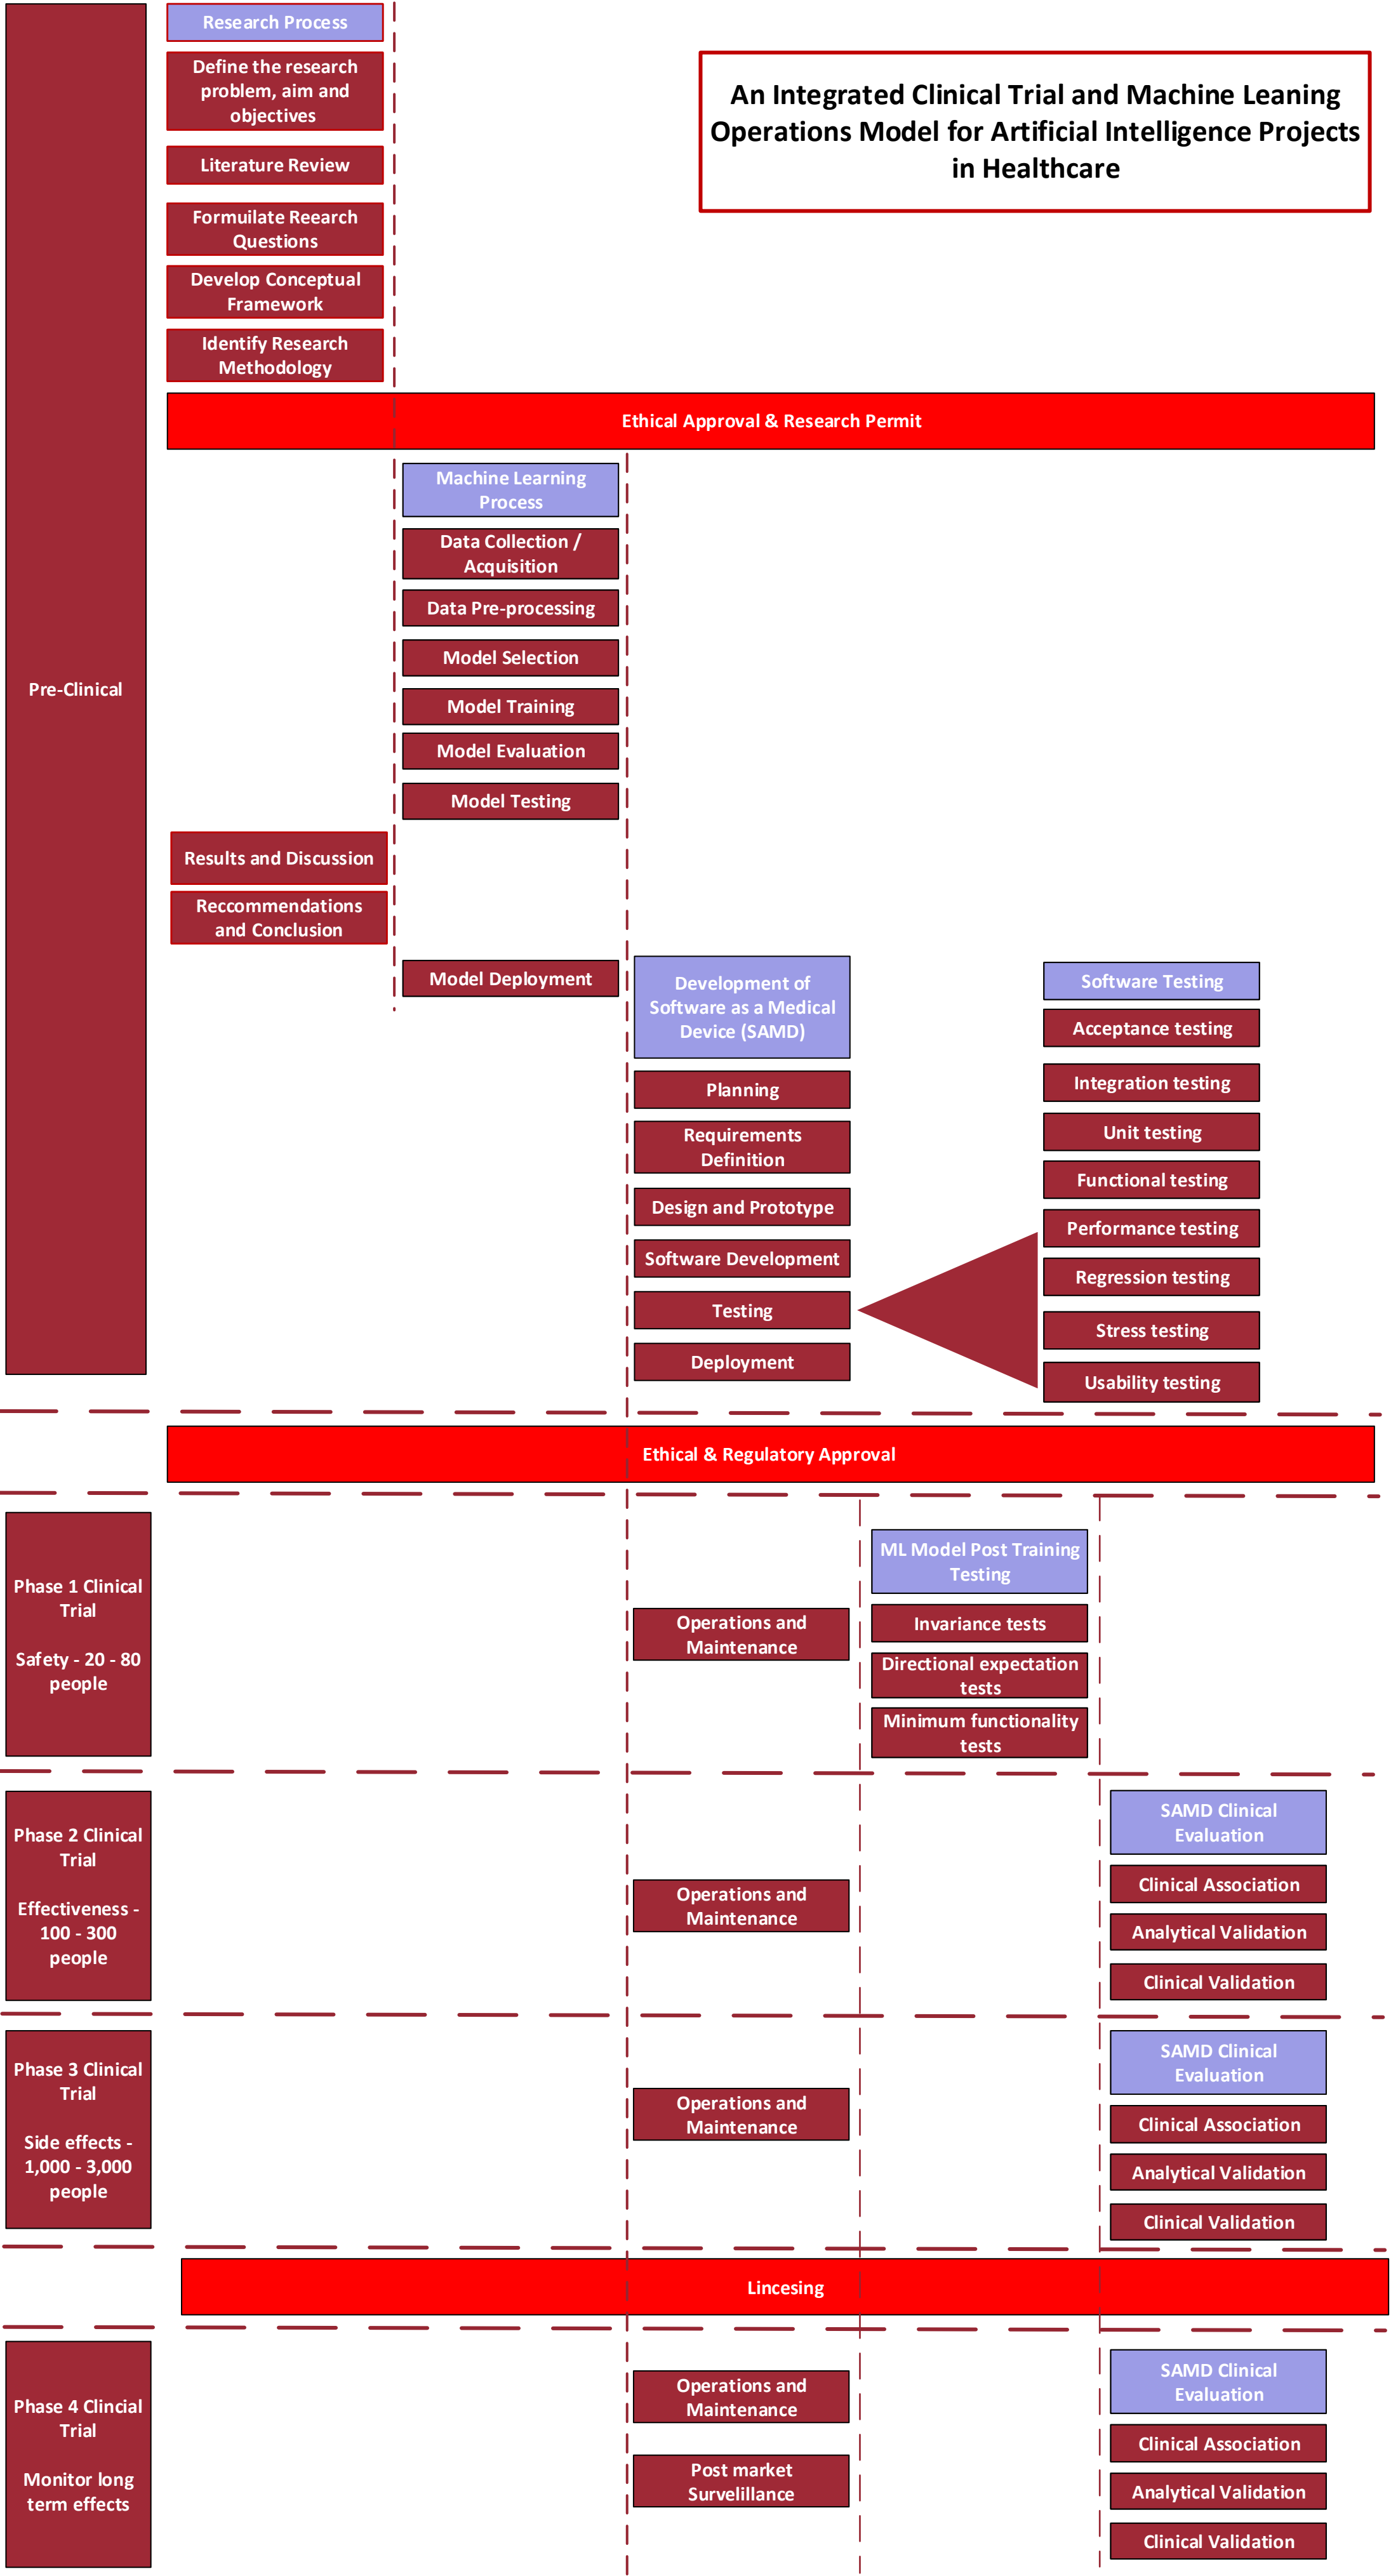 Research Process
Define the research
problem, aim and
objectives
Literature Review
Formuilate Reearch
Questions
Develop Conceptual
Framework
Identify Research
Methodology
An Integrated Clinical Trial and Machine Leaning
Operations Model for Artificial Intelligence Projects
in Healthcare
Ethical Approval & Research Permit
Pre-Clinical
Machine Learning
Process
Data Collection /
Acquisition
Data Pre-processing
Model Selection
Model Training
Model Evaluation
Model Testing
Results and Discussion
Reccommendations
and Conclusion
Model Deployment
Development of
Software as a Medical
Device (SAMD)
Planning
Requirements
Definition
Design and Prototype
Software Development
Testing
Deployment
Software Testing
Acceptance testing
Integration testing
Unit testing
Functional testing
Performance testing
Regression testing
Stress testing
Usability testing
Ethical & Regulatory Approval
Phase 1 Clinical
Trial
Safety - 20 - 80
people
Operations and
Maintenance
ML Model Post Training
Testing
Invariance tests
Directional expectation
tests
Minimum functionality
tests
Phase 2 Clinical
Trial
Effectiveness -
100 - 300
people
Operations and
Maintenance
SAMD Clinical
Evaluation
Clinical Association
Analytical Validation
Clinical Validation
Phase 3 Clinical
Trial
Side effects -
1,000 - 3,000
people
Operations and
Maintenance
SAMD Clinical
Evaluation
Clinical Association
Analytical Validation
Clinical Validation
Lincesing
Phase 4 Clincial
Trial
Monitor long
term effects
Operations and
Maintenance
Post market
Survelillance
SAMD Clinical
Evaluation
Clinical Association
Analytical Validation
Clinical Validation